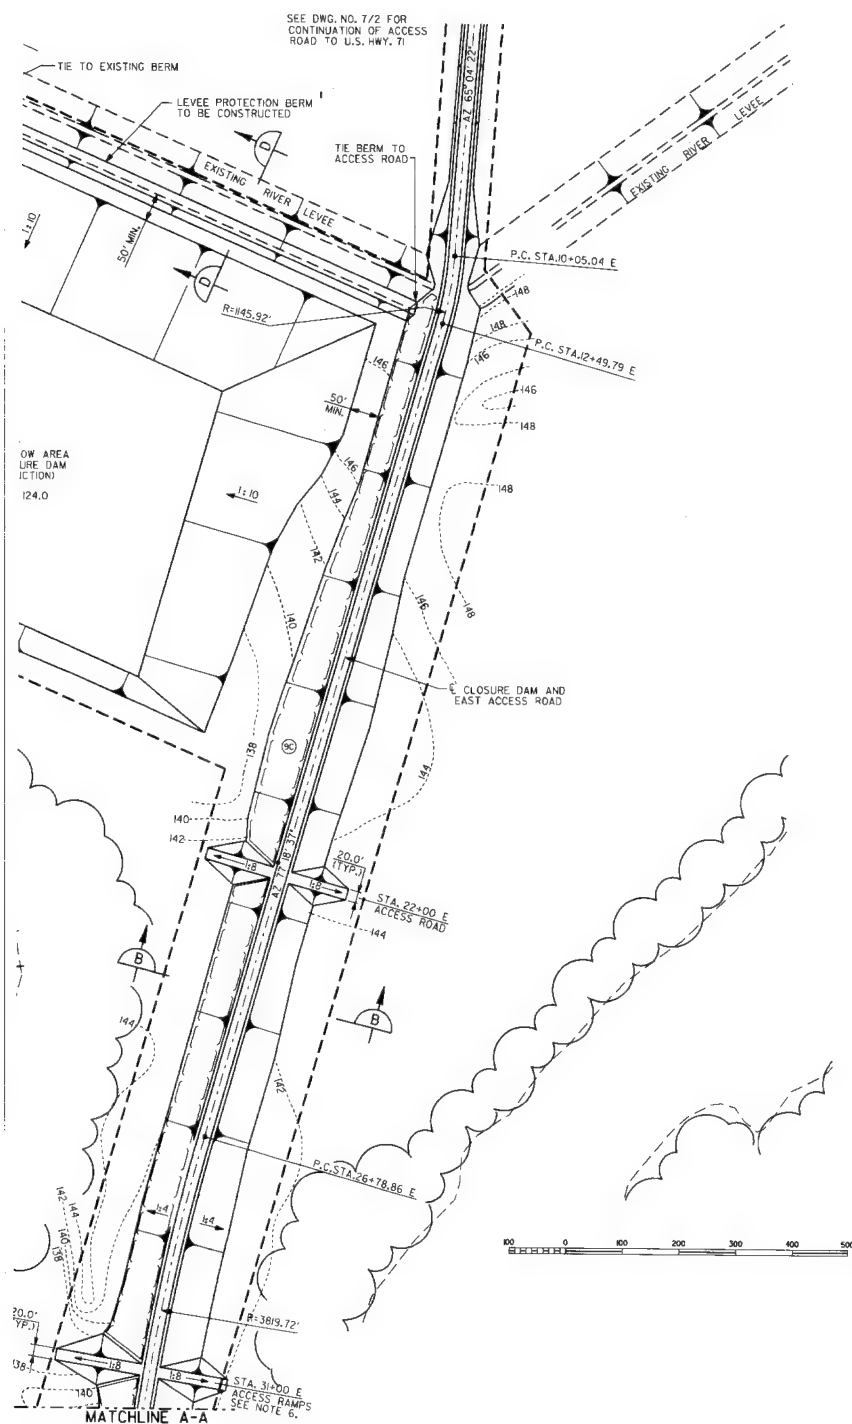 SEE DWG. NO. 7/2 FOR
CONTINUATION OF ACCESS
ROAD TO U.S. HWY. 71
TIE TO EXISTING BERM
LEVEE PROTECTION BERM
TO BE CONSTRUCTED
AZ 65° 04' 22"
TIE BERM TO
ACCESS ROAD
D
EXISTING RIVER LEVEE
EXISTING RIVER LEVEE
1:10
50' MIN.
D
P.C. STA.10+05.04 E
R=1145.92'
148
148
P.C. STA.12+49.79 E
146
146
146
148
50'
MIN.
OW AREA
URE DAM
ICTION)
124.0
146
144
148
1:10
142
146
148
140
℄ CLOSURE DAM AND
EAST ACCESS ROAD
138
9C
144
140
142
AZ 77° 18' 37"
1:8
20.0'
(TYP.)
1:8
STA. 22+00 E
ACCESS ROAD
144
B
B
144
142
P.C. STA.26+78.86 E
142
144
140
138
1:4
1:4
100 0 100 200 300 400 500
R=3819.72'
20.0'
YP.)
138
1:8
1:8
140
STA. 31+00 E
ACCESS RAMPS
SEE NOTE 6.
MATCHLINE A-A